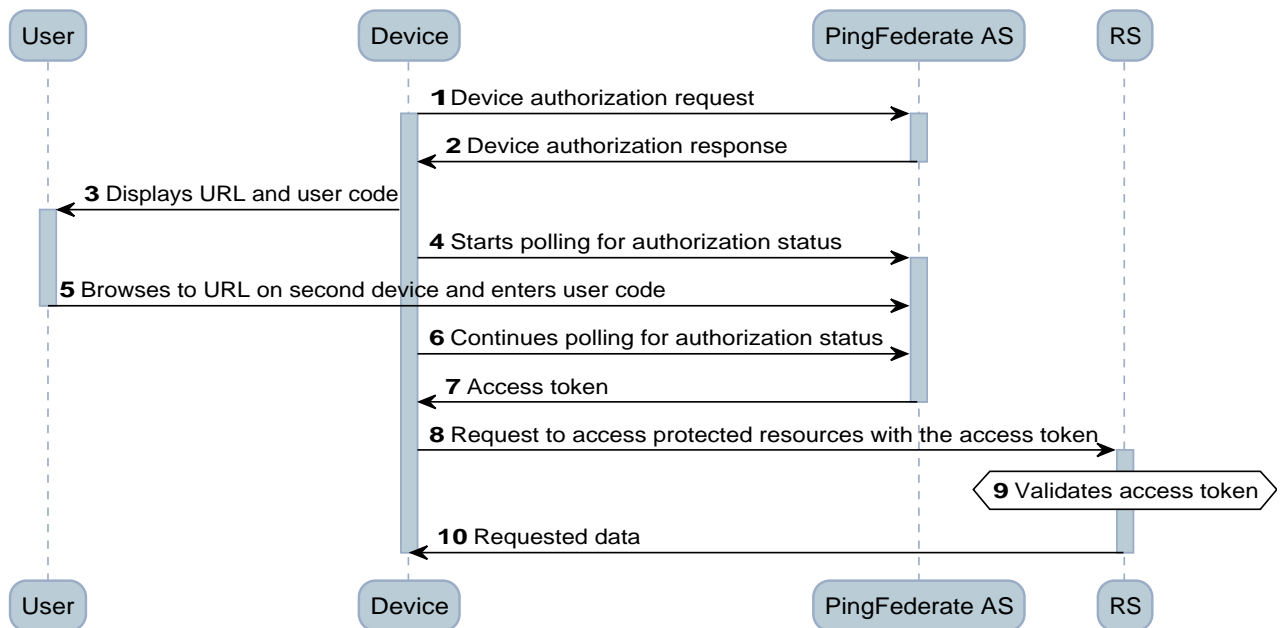 User
Device
PingFederate AS
RS
1 Device authorization request
2 Device authorization response
3 Displays URL and user code
4 Starts polling for authorization status
5 Browses to URL on second device and enters user code
6 Continues polling for authorization status
7 Access token
8 Request to access protected resources with the access token
9 Validates access token
10 Requested data
User
Device
PingFederate AS
RS